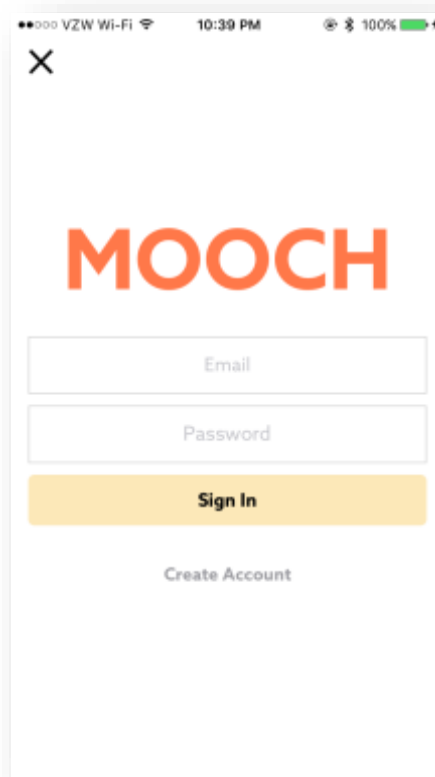 VZW Wi-Fi 10:39 PM 100%
MOOCH
Email
Password
Sign In
Create Account